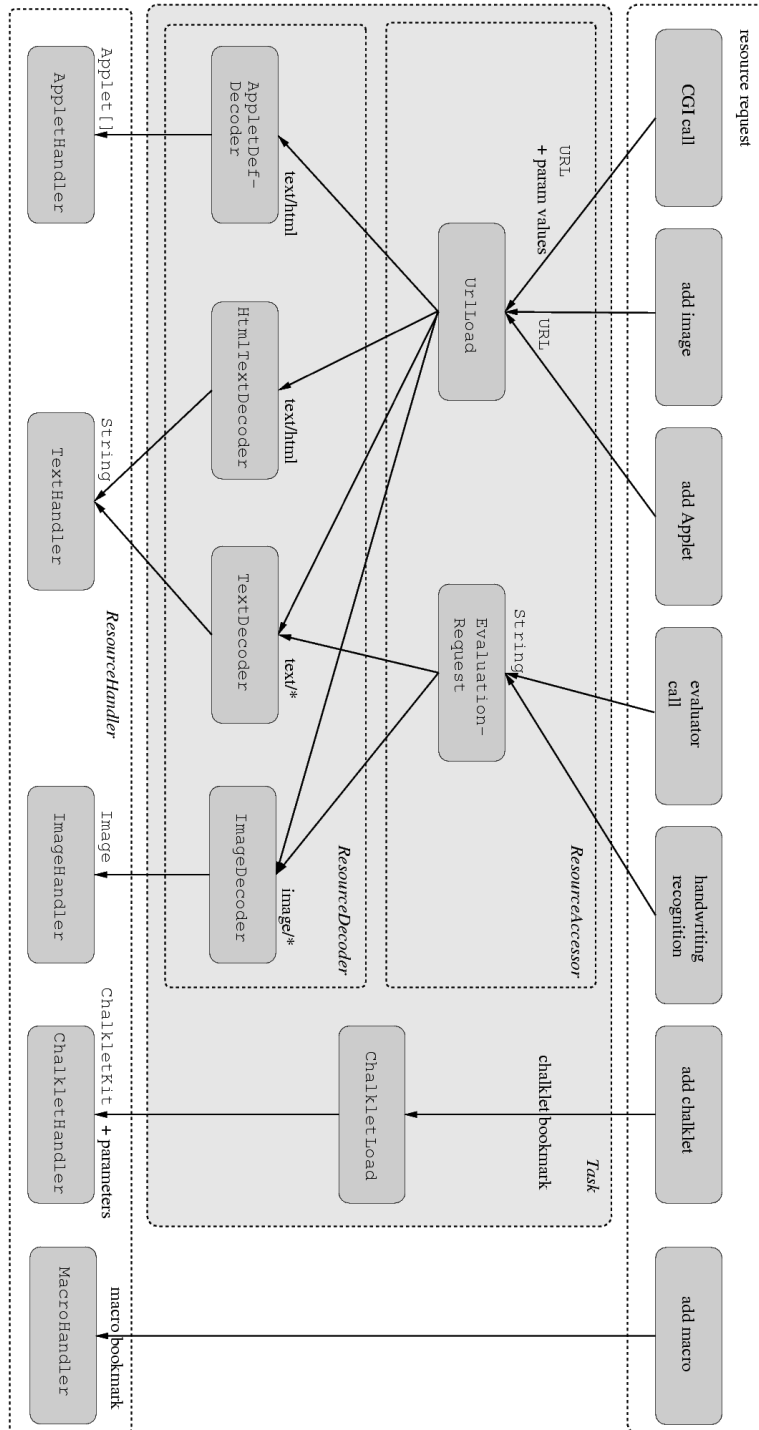 resource request
CGI call
add image
add Applet
evaluator
call
handwriting
recognition
add chalklet
add macro
URL
+ param values
URL
String
chalklet bookmark
Task
UrlLoad
Evaluation-
Request
ResourceAccessor
ChalkletLoad
text/html
text/html
text/*
image/*
ResourceDecoder
AppletDef-
Decoder
HtmlTextDecoder
TextDecoder
ImageDecoder
Applet[]
String
ResourceHandler
Image
ChalkletKit + parameters
macro bookmark
AppletHandler
TextHandler
ImageHandler
ChalkletHandler
MacroHandler